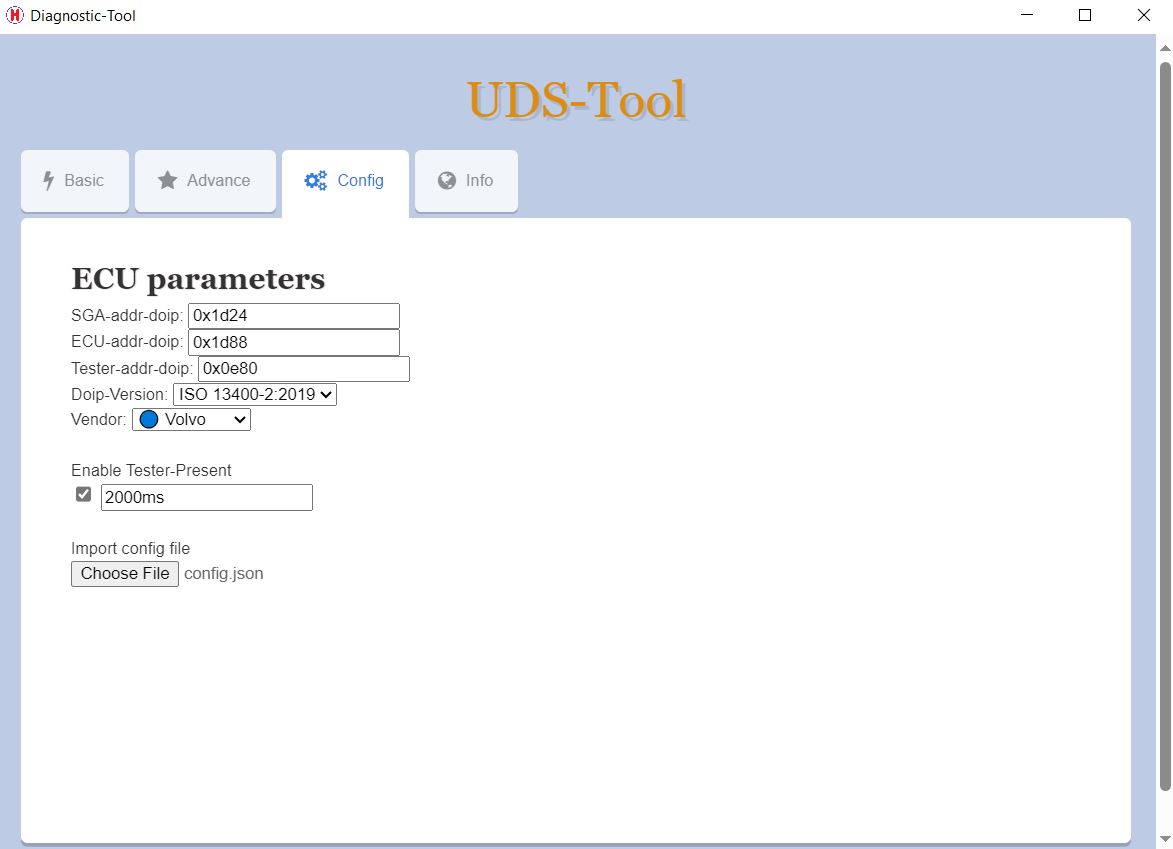 Diagnostic-Tool
UDS-Tool
Basic
Advance
Config
Info
ECU parameters
SGA-addr-doip: 0x1d24
ECU-addr-doip: 0x1d88
Tester-addr-doip: 0x0e80
Doip-Version: ISO 13400-2:2019
Vendor: Volvo
Enable Tester-Present
2000ms
Import config file
Choose File config.json